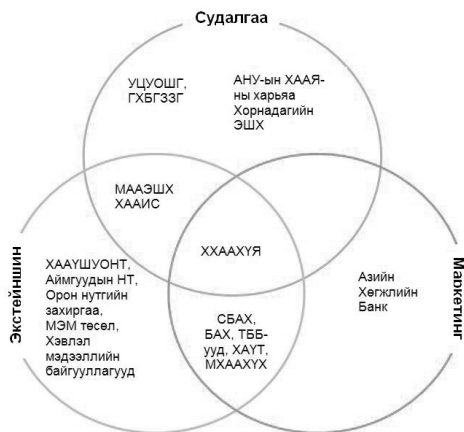 Судалгаа
УЦУОШГ,
ГХБГЗЗГ
АНУ-ын ХААЯ-
ны харьяа
Хорнадагийн
ЭШХ
МААЭШХ
ХААИС
ХХААХҮЯ
Экстейншин
ХААҮШУОНТ,
Аймгуудын НТ,
Орон нутгийн
захиргаа,
МЭМ төсөл,
Хэвлэл
мэдээллийн
байгууллагууд
СБАХ,
БАХ, ТББ-
ууд, ХАҮТ,
МХААХҮХ
Азийн
Хөгжлийн
Банк
Маркетинг